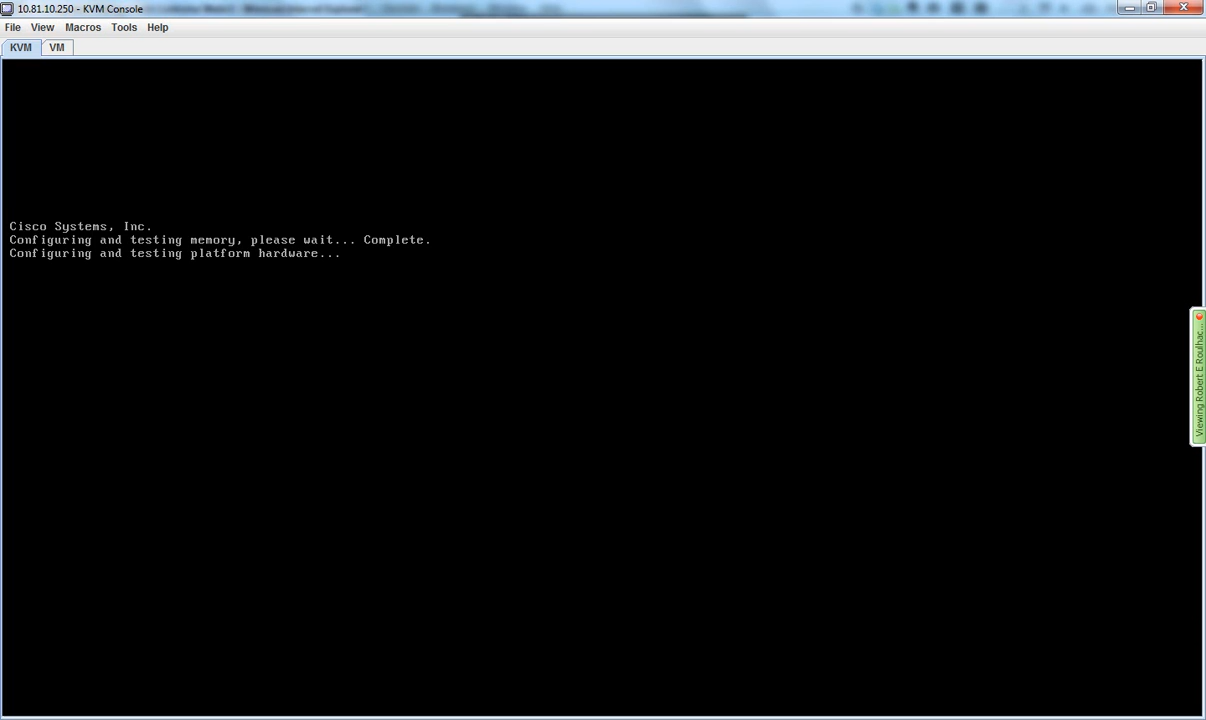 10.81.10.250 - KVM Console
File View Macros Tools Help
KVM VM
Cisco Systems, Inc.
Configuring and testing memory, please wait... Complete.
Configuring and testing platform hardware...
Viewing Robert E Roulhac...